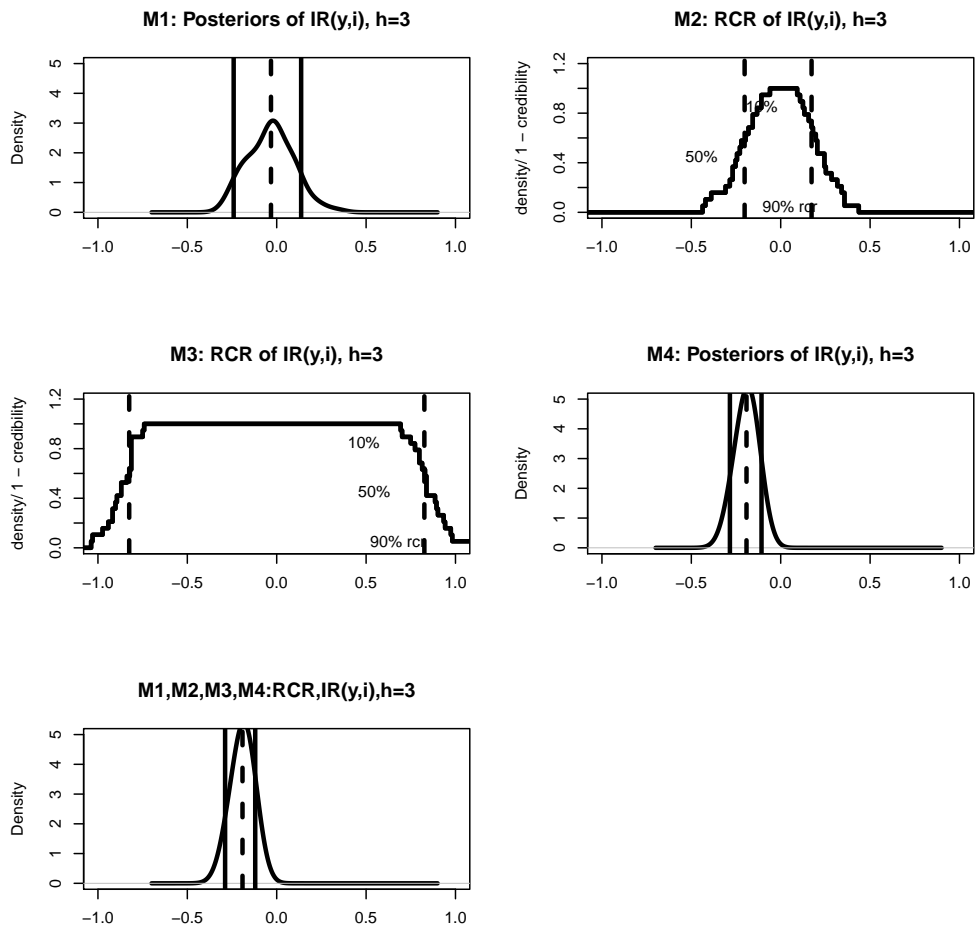 M1: Posteriors of IR(y,i), h=3
Density
5
4
3
2
1
0
−1.0 −0.5 0.0 0.5 1.0
M2: RCR of IR(y,i), h=3
density/ 1 − credibility
1.2
0.8
0.4
0.0
10%
50%
90% rcr
−1.0 −0.5 0.0 0.5 1.0
M3: RCR of IR(y,i), h=3
density/ 1 − credibility
1.2
0.8
0.4
0.0
10%
50%
90% rcr
−1.0 −0.5 0.0 0.5 1.0
M4: Posteriors of IR(y,i), h=3
Density
5
4
3
2
1
0
−1.0 −0.5 0.0 0.5 1.0
M1,M2,M3,M4:RCR,IR(y,i),h=3
Density
5
4
3
2
1
0
−1.0 −0.5 0.0 0.5 1.0